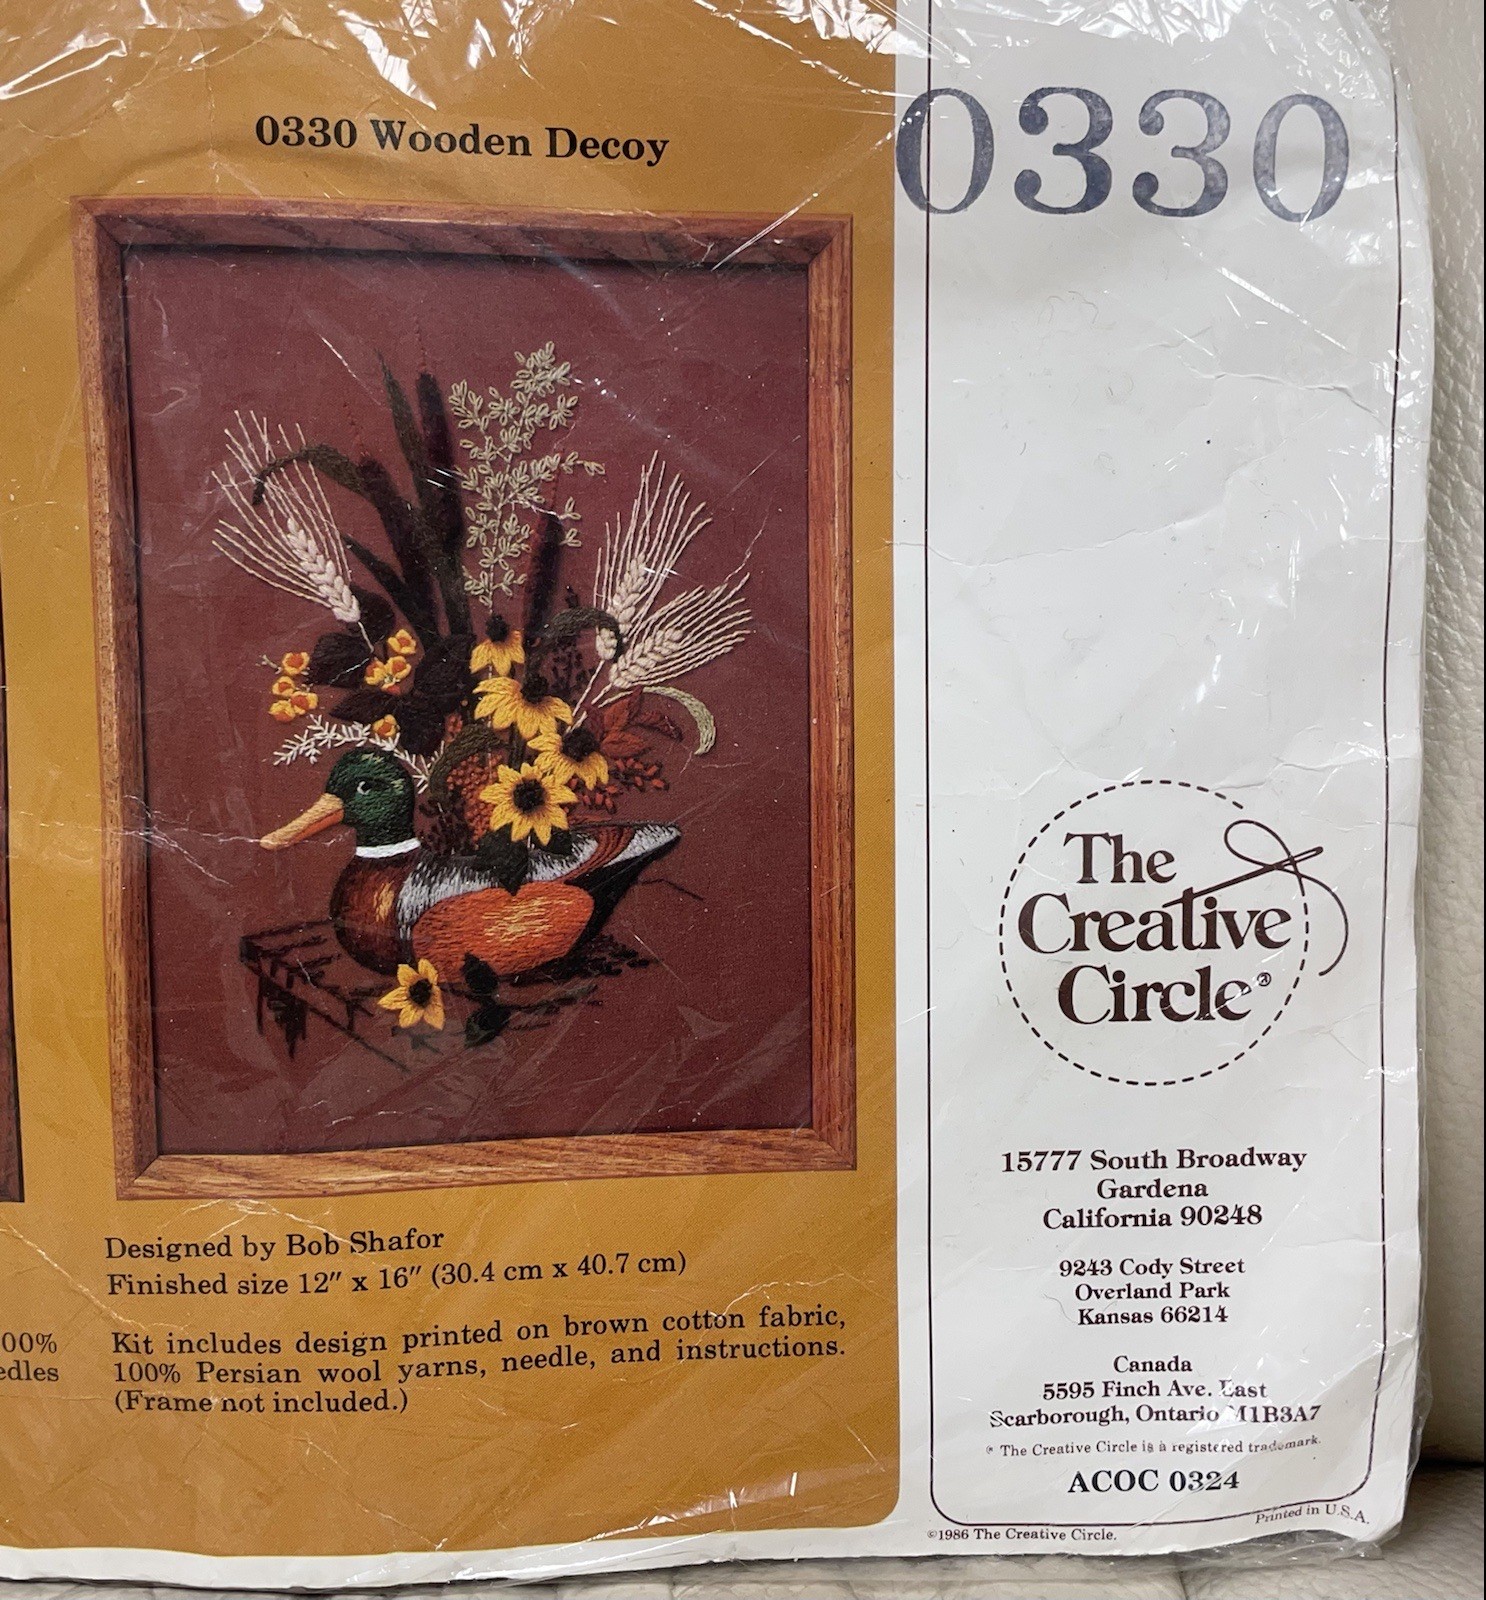 0330 Wooden Decoy
0330
The
Creative
Circle®
15777 South Broadway
Gardena
California 90248
9243 Cody Street
Overland Park
Kansas 66214
Canada
5595 Finch Ave. East
Scarborough, Ontario M1B3A7
® The Creative Circle is a registered trademark.
ACOC 0324
Printed in U.S.A.
©1986 The Creative Circle.
Designed by Bob Shafor
Finished size 12" x 16" (30.4 cm x 40.7 cm)
Kit includes design printed on brown cotton fabric,
100% Persian wool yarns, needle, and instructions.
(Frame not included.)